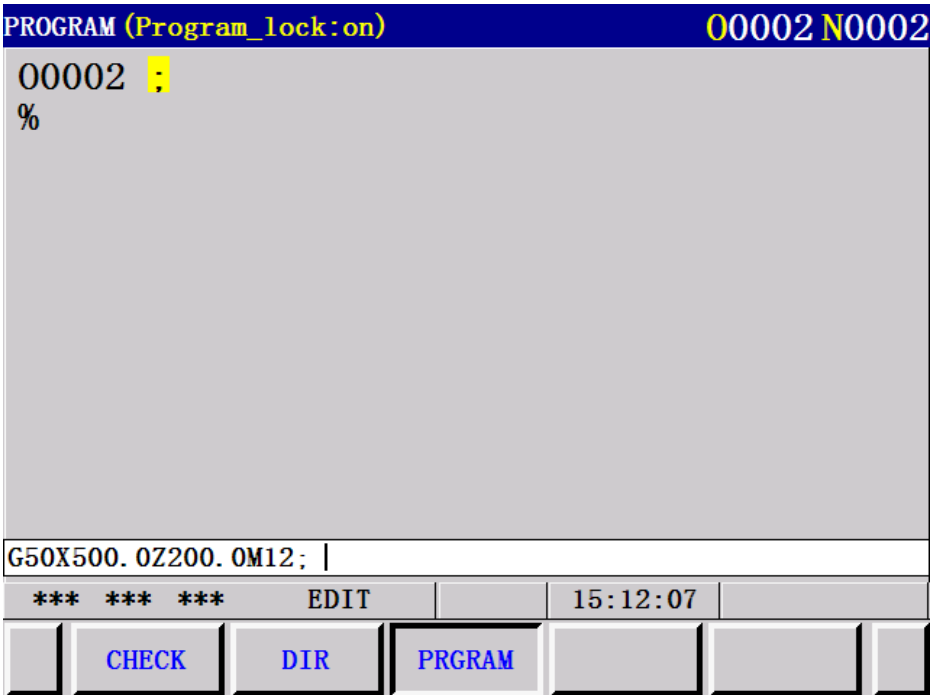 PROGRAM (Program_lock:on) O0002 N0002
O0002 ;
%
G50X500.0Z200.0M12;
*** *** *** EDIT 15:12:07
CHECK DIR PRGRAM